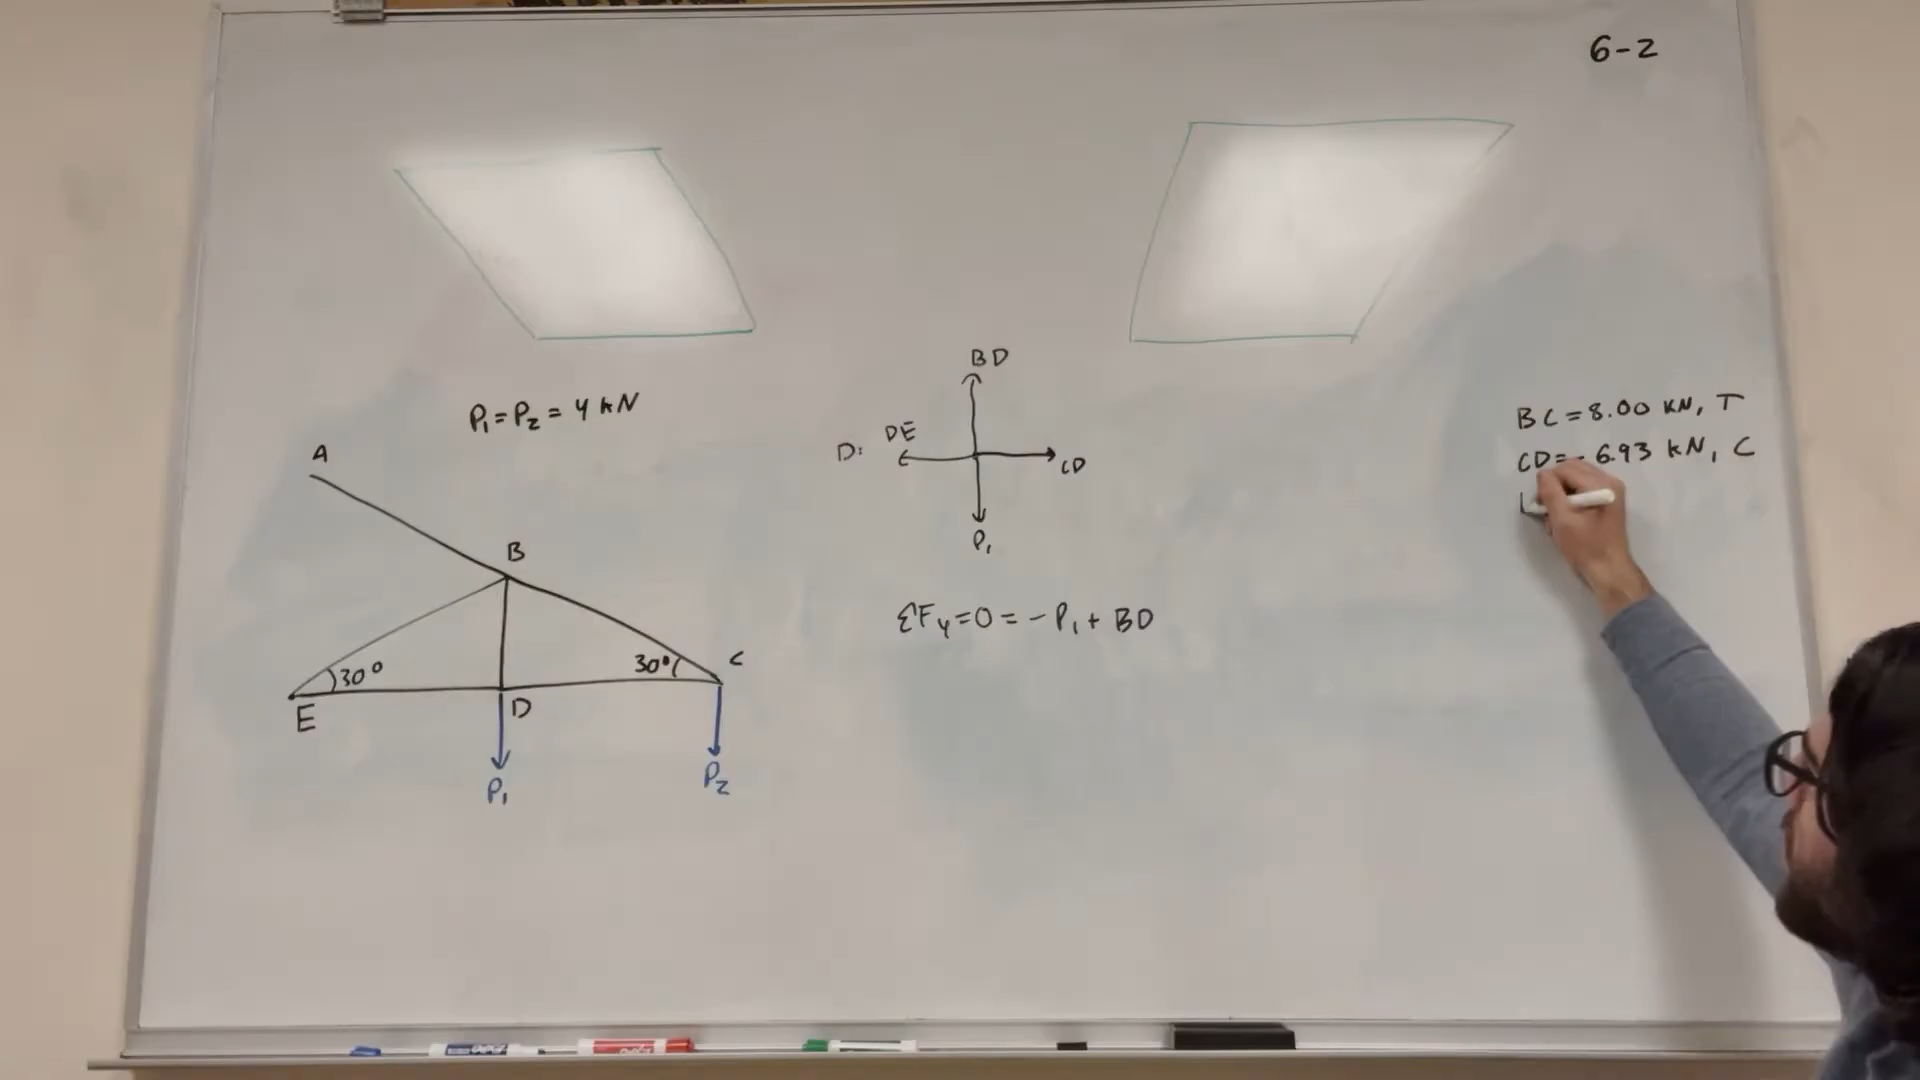 6-2
P₁ = P₂ = 4 kN
A
B
30°
30°
C
E
D
P₁
P₂
BD
D:
DE
CD
P₁
ΣFy = 0 = - P₁ + BD
BC = 8.00 KN, T
CD = - 6.93 kN, C